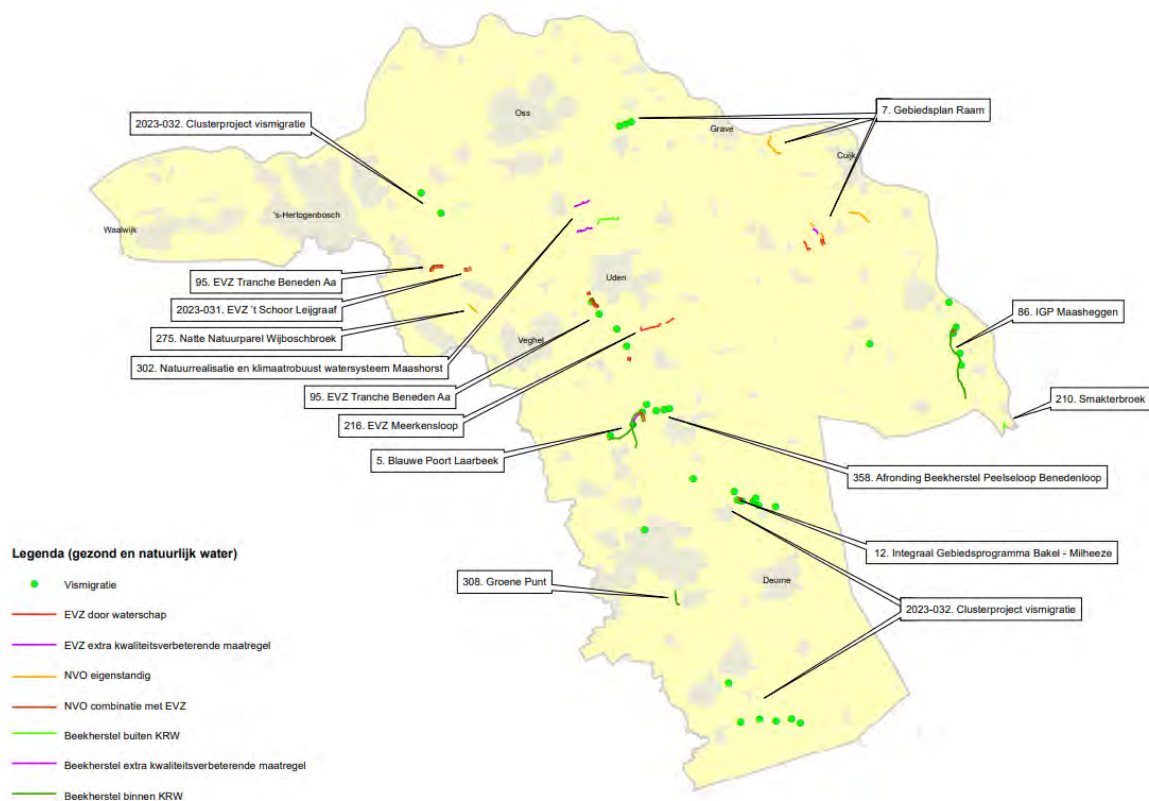 Oss
7. Gebiedsplan Raam
2023-032. Clusterproject vismigratie
Grave
Cuijk
's-Hertogenbosch
Waalwijk
95. EVZ Tranche Beneden Aa
Uden
2023-031. EVZ 't Schoor Leijgraaf
86. IGP Maasheggen
275. Natte Natuurparel Wijboschbroek
Veghel
302. Natuurrealisatie en klimaatrobuust watersysteem Maashorst
95. EVZ Tranche Beneden Aa
210. Smakterbroek
216. EVZ Meerkensloop
5. Blauwe Poort Laarbeek
358. Afronding Beekherstel Peelseloop Benedenloop
12. Integraal Gebiedsprogramma Bakel - Milheeze
308. Groene Punt
Deurne
2023-032. Clusterproject vismigratie
Legenda (gezond en natuurlijk water)
Vismigratie
EVZ door waterschap
EVZ extra kwaliteitsverbeterende maatregel
NVO eigenstandig
NVO combinatie met EVZ
Beekherstel buiten KRW
Beekherstel extra kwaliteitsverbeterende maatregel
Beekherstel binnen KRW